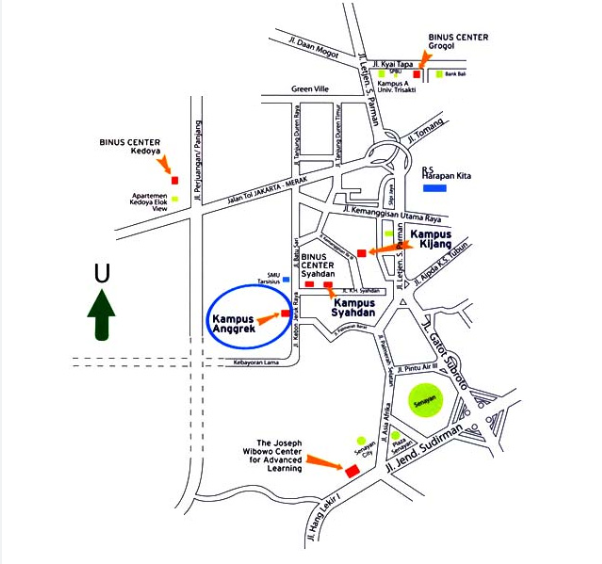 BINUS CENTER
Grogol
Jl. Daan Mogot
Jl. Kyai Tapa
SPBU
Bank Bali
Kampus A
Univ. Trisakti
Jl. Letjen. S. Parman
Green Ville
Jl. Tanjung Duren Raya
Jl. Tanjung Duren Timur
Jl. Tomang
Jl. Perjuangan/ Panjang
BINUS CENTER
Kedoya
Apartemen
Kedoya Elok
View
Jalan Tol JAKARTA - MERAK
R.S
Harapan Kita
Jl. Kemanggisan Utama Raya
Kampus
Kijang
Jl. Letjen. S. Parman
Jl. Aipda K.S. Tubun
Jl. Batu Sari
BINUS
CENTER
Syahdan
SMU
Tarsisius
Jl. K.H. Syahdan
U
Kampus
Anggrek
Kampus
Syahdan
Jl. Kebon Jeruk Raya
Kebayoran Lama
Jl. Gatot Subroto
Jl. Pintu Air III
Senayan
Jl. Asia Afrika
Plaza
Senayan
Senayan
City
Jl. Jend. Sudirman
The Joseph
Wibowo Center
for Advanced
Learning
Jl. Hang Lekir I